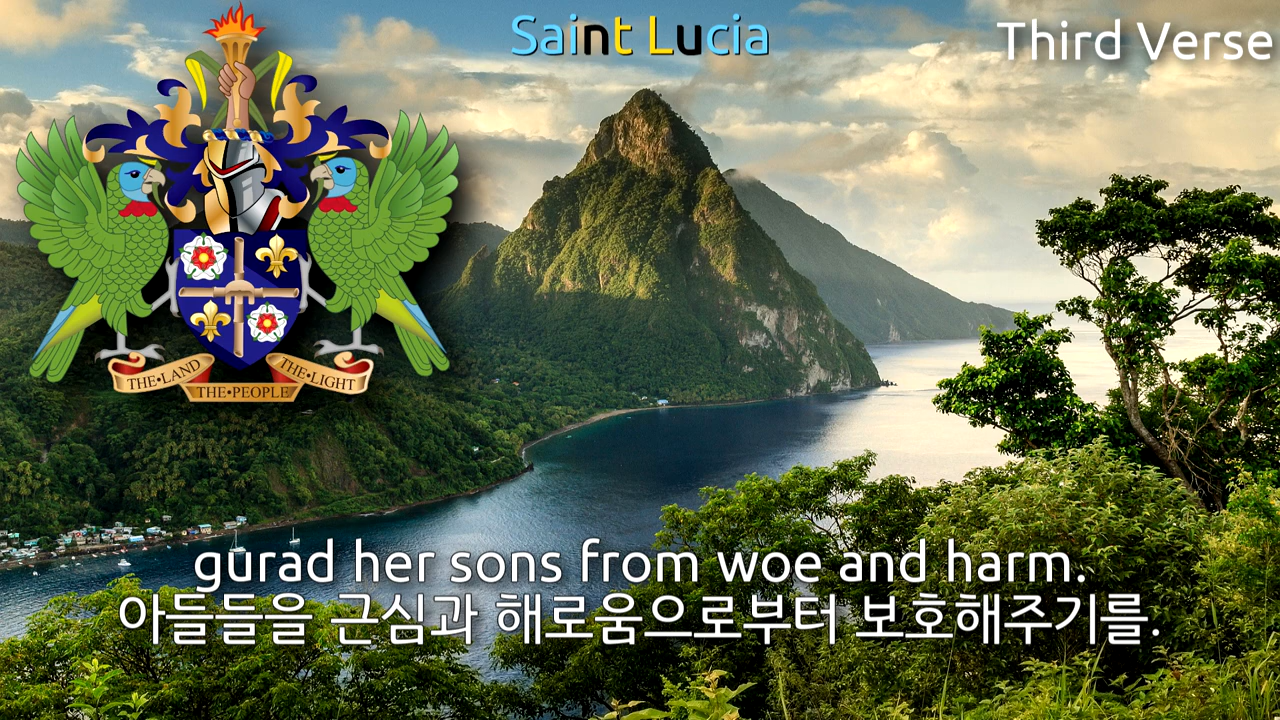 Saint Lucia
Third Verse
THE•LAND
THE•PEOPLE
THE•LIGHT
gurad her sons from woe and harm.
아들들을 근심과 해로움으로부터 보호해주기를.